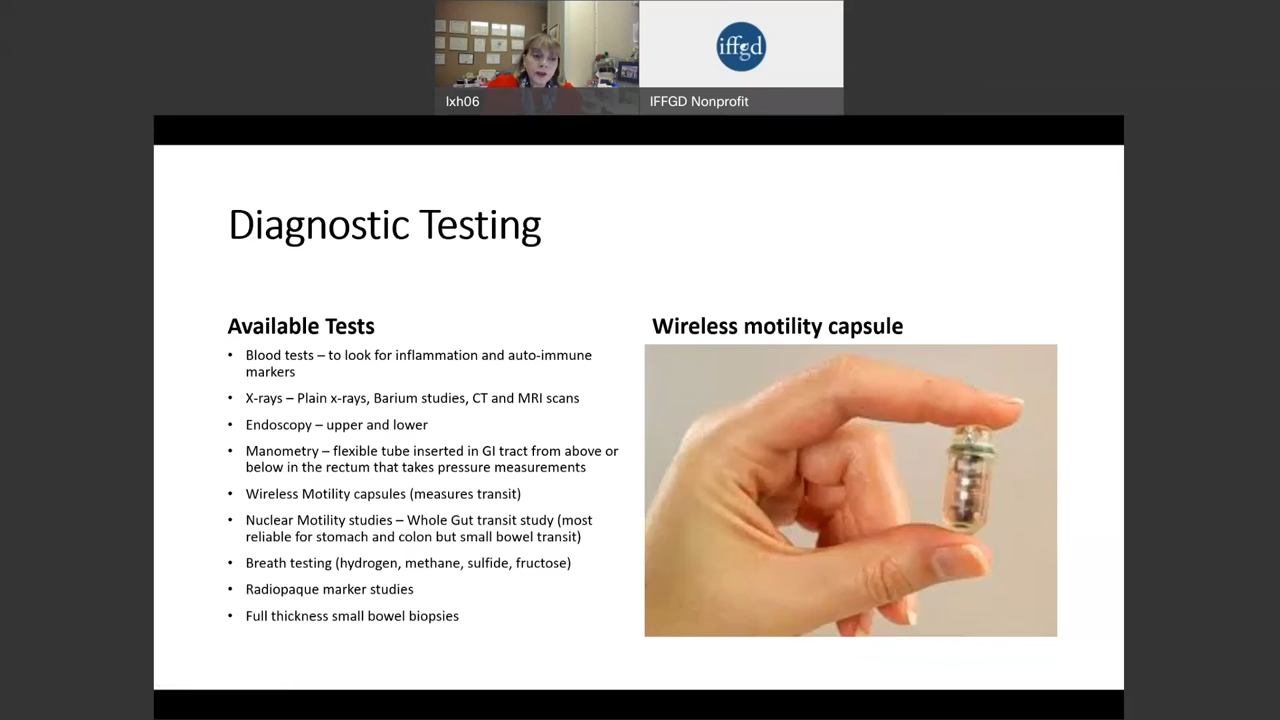 iffgd
lxh06
IFFGD Nonprofit
Diagnostic Testing
Available Tests
• Blood tests – to look for inflammation and auto-immune
markers
• X-rays – Plain x-rays, Barium studies, CT and MRI scans
• Endoscopy – upper and lower
• Manometry – flexible tube inserted in GI tract from above or
below in the rectum that takes pressure measurements
• Wireless Motility capsules (measures transit)
• Nuclear Motility studies – Whole Gut transit study (most
reliable for stomach and colon but small bowel transit)
• Breath testing (hydrogen, methane, sulfide, fructose)
• Radiopaque marker studies
• Full thickness small bowel biopsies
Wireless motility capsule